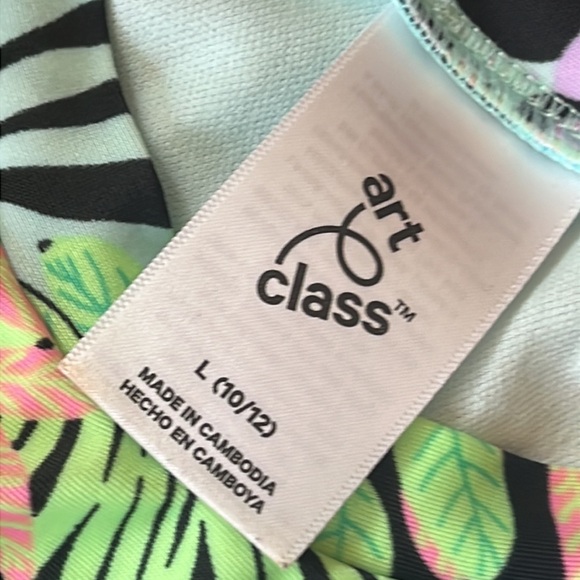 art
class™
L (10/12)
MADE IN CAMBODIA
HECHO EN CAMBOYA